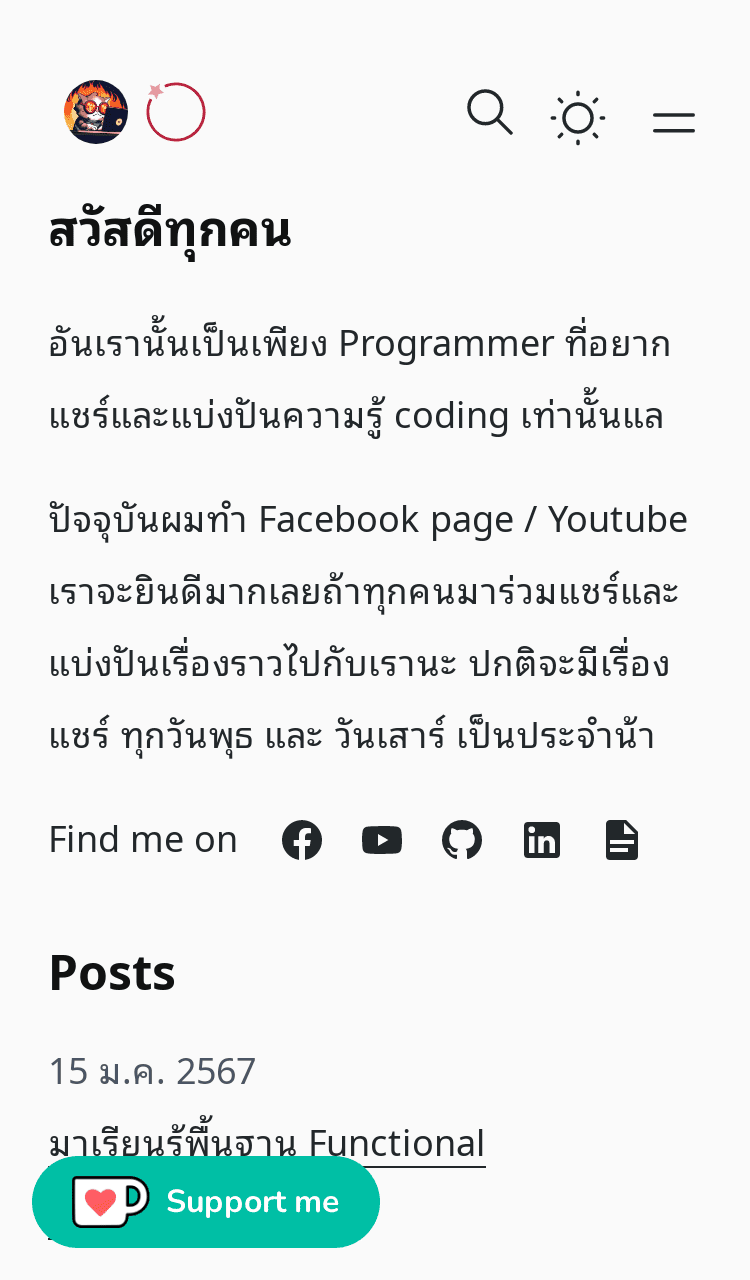 สวัสดีทุกคน
อันเรานั้นเป็นเพียง Programmer ที่อยาก
แชร์และแบ่งปันความรู้ coding เท่านั้นแล
ปัจจุบันผมทำ Facebook page / Youtube
เราจะยินดีมากเลยถ้าทุกคนมาร่วมแชร์และ
แบ่งปันเรื่องราวไปกับเรานะ ปกติจะมีเรื่อง
แชร์ ทุกวันพุธ และ วันเสาร์ เป็นประจำน้า
Find me on
Posts
15 ม.ค. 2567
มาเรียนรู้พื้นฐาน Functional
Support me